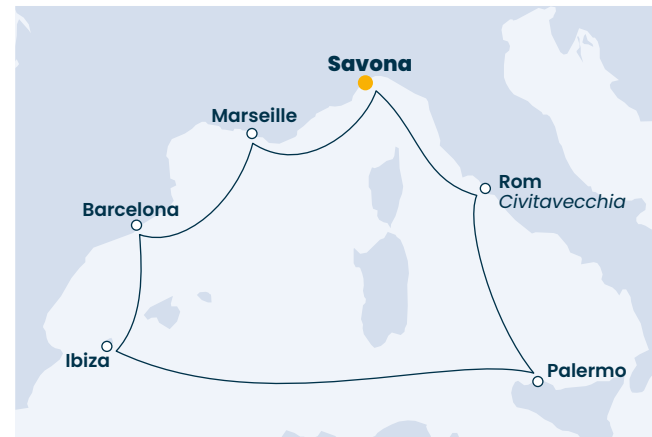 Savona
Marseille
Rom
Civitavecchia
Barcelona
Ibiza
Palermo